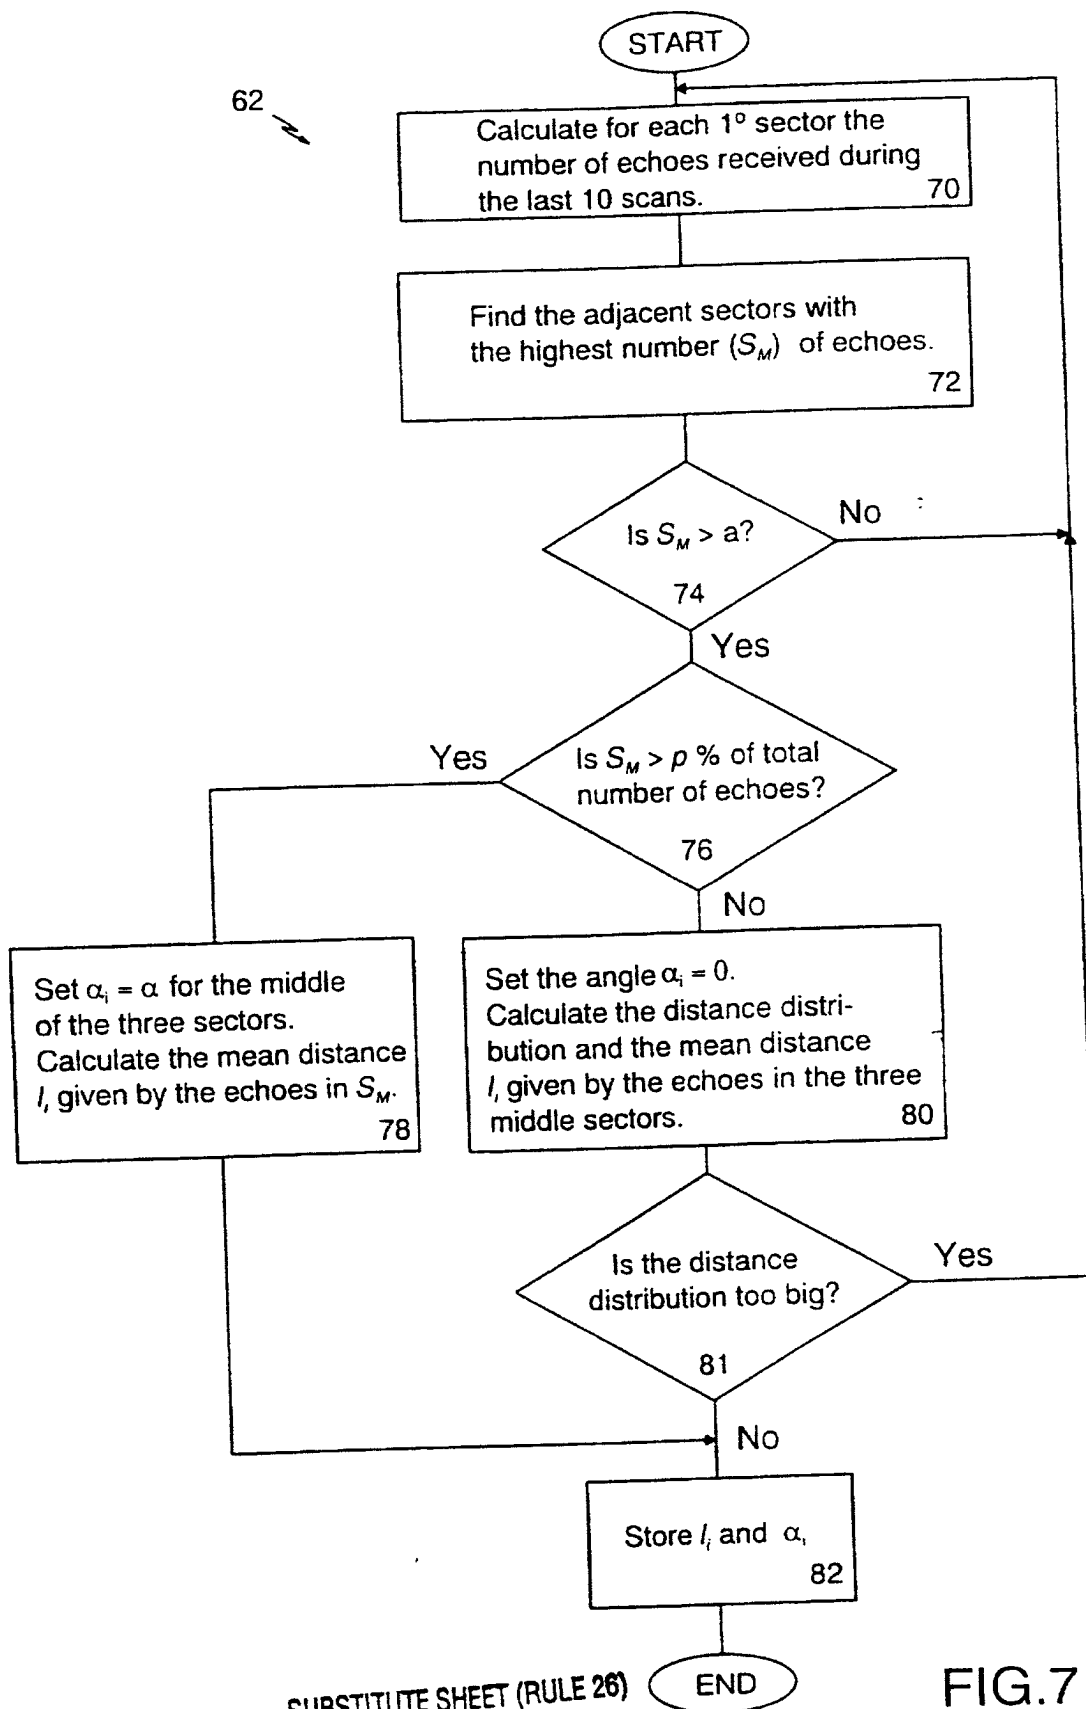 START
62
Calculate for each 1° sector the
number of echoes received during
the last 10 scans.
70
Find the adjacent sectors with
the highest number (S_M) of echoes.
72
Is S_M > a?
No
74
Yes
Is S_M > p % of total
number of echoes?
Yes
76
No
Set α_i = α for the middle
of the three sectors.
Calculate the mean distance
l, given by the echoes in S_M.
78
Set the angle α_i = 0.
Calculate the distance distri-
bution and the mean distance
l, given by the echoes in the three
middle sectors.
80
Is the distance
distribution too big?
Yes
81
No
Store l_i and α_i
82
END
SUBSTITUTE SHEET (RULE 26)
FIG.7